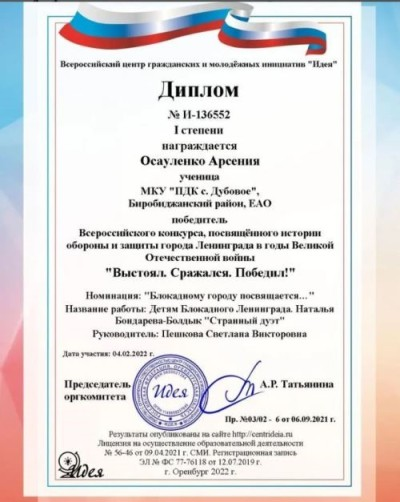 Всероссийский центр гражданских и молодёжных инициатив "Идея"
Диплом
№ И-136552
I степени
награждается
Осауленко Арсения
ученица
МКУ "ПДК с. Дубовое",
Биробиджанский район, ЕАО
победитель
Всероссийского конкурса, посвящённого истории
обороны и защиты города Ленинграда в годы Великой
Отечественной войны
"Выстоял. Сражался. Победил!"
Номинация: "Блокадному городу посвящается..."
Название работы: Детям Блокадного Ленинграда. Наталья
Бондарева-Болдык "Странный дуэт"
Руководитель: Пешкова Светлана Викторовна
Дата участия: 04.02.2022 г.
Председатель
оргкомитета
Идея
А.Р. Татьянина
Пр. №03/02 - 6 от 06.09.2021 г.
Результаты опубликованы на сайте http://centrideia.ru
Лицензия на осуществление образовательной деятельности
№ 56-46 от 09.04.2021 г. СМИ. Регистрационная запись
ЭЛ № ФС 77-76118 от 12.07.2019 г.
г. Оренбург 2022 г.
Идея